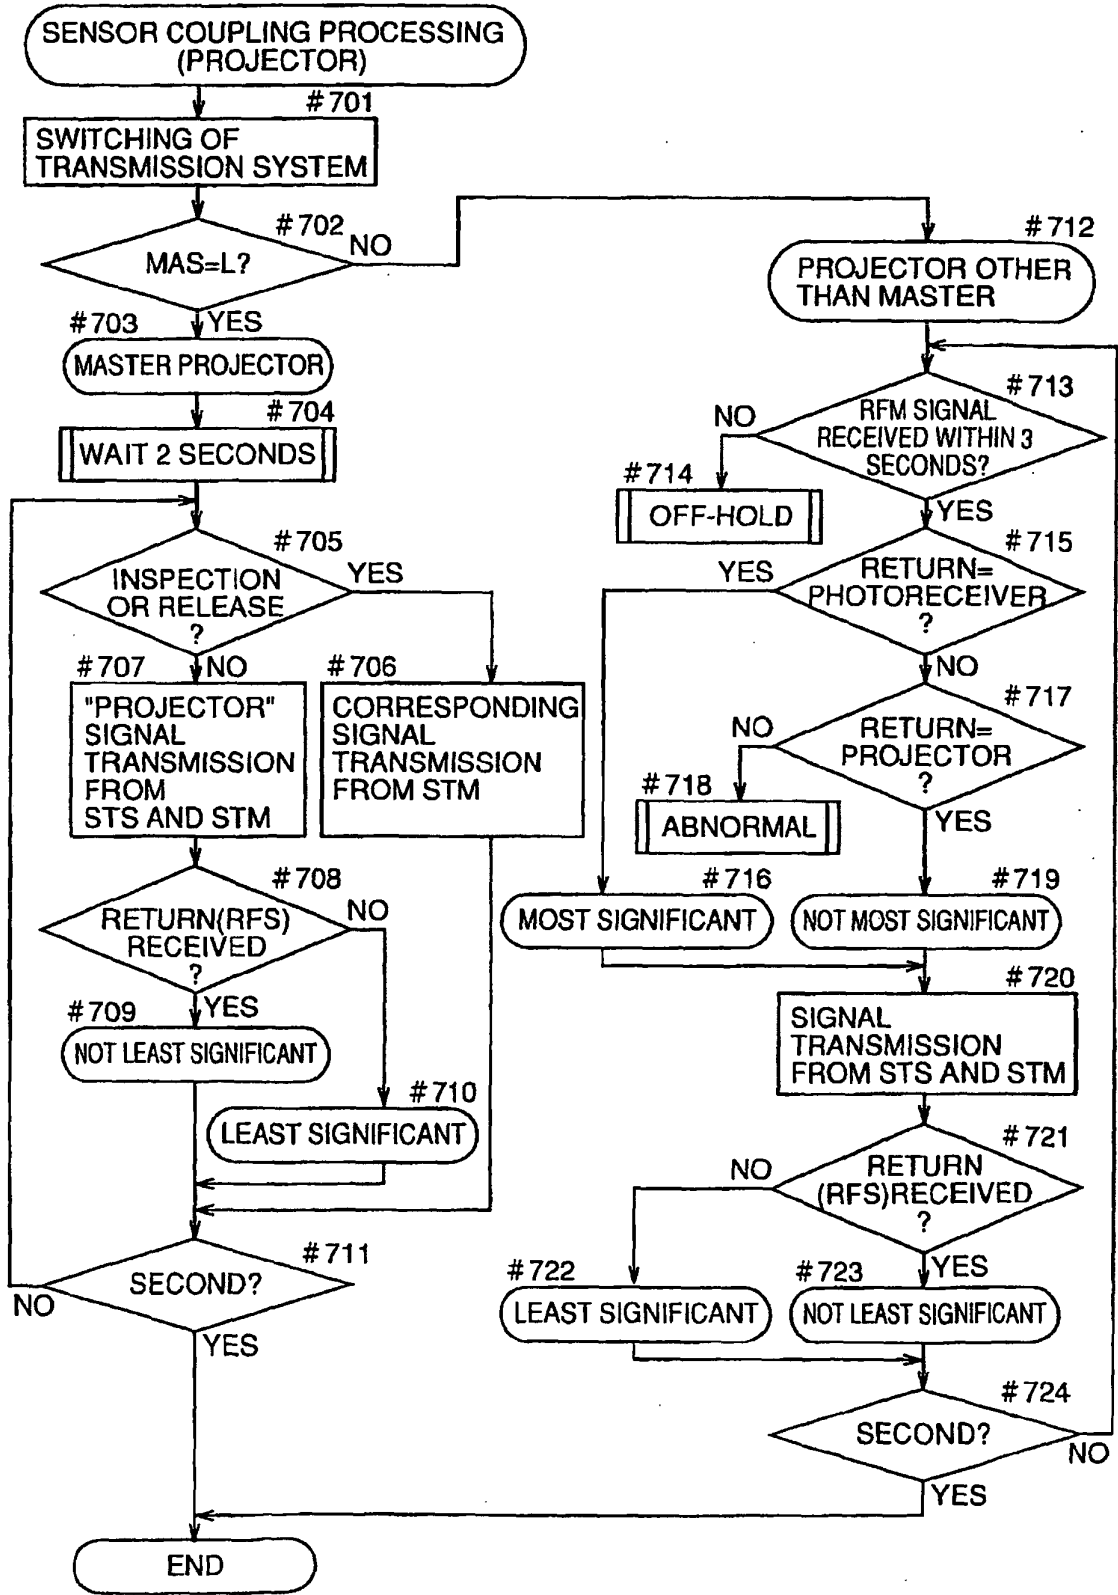 SENSOR COUPLING PROCESSING
(PROJECTOR)
#701
SWITCHING OF
TRANSMISSION SYSTEM
#702
MAS=L?
NO
YES
#703
MASTER PROJECTOR
#704
WAIT 2 SECONDS
#705
INSPECTION
OR RELEASE
?
YES
NO
#707
"PROJECTOR"
SIGNAL
TRANSMISSION
FROM
STS AND STM
#706
CORRESPONDING
SIGNAL
TRANSMISSION
FROM STM
#708
RETURN(RFS)
RECEIVED
?
NO
YES
#709
NOT LEAST SIGNIFICANT
#710
LEAST SIGNIFICANT
#711
SECOND?
NO
YES
#712
PROJECTOR OTHER
THAN MASTER
#713
RFM SIGNAL
RECEIVED WITHIN 3
SECONDS?
NO
YES
#714
OFF-HOLD
#715
RETURN=
PHOTORECEIVER
?
YES
NO
#717
RETURN=
PROJECTOR
?
NO
YES
#718
ABNORMAL
#716
MOST SIGNIFICANT
#719
NOT MOST SIGNIFICANT
#720
SIGNAL
TRANSMISSION
FROM STS AND STM
#721
RETURN
(RFS)RECEIVED
?
NO
YES
#722
LEAST SIGNIFICANT
#723
NOT LEAST SIGNIFICANT
#724
SECOND?
NO
YES
END